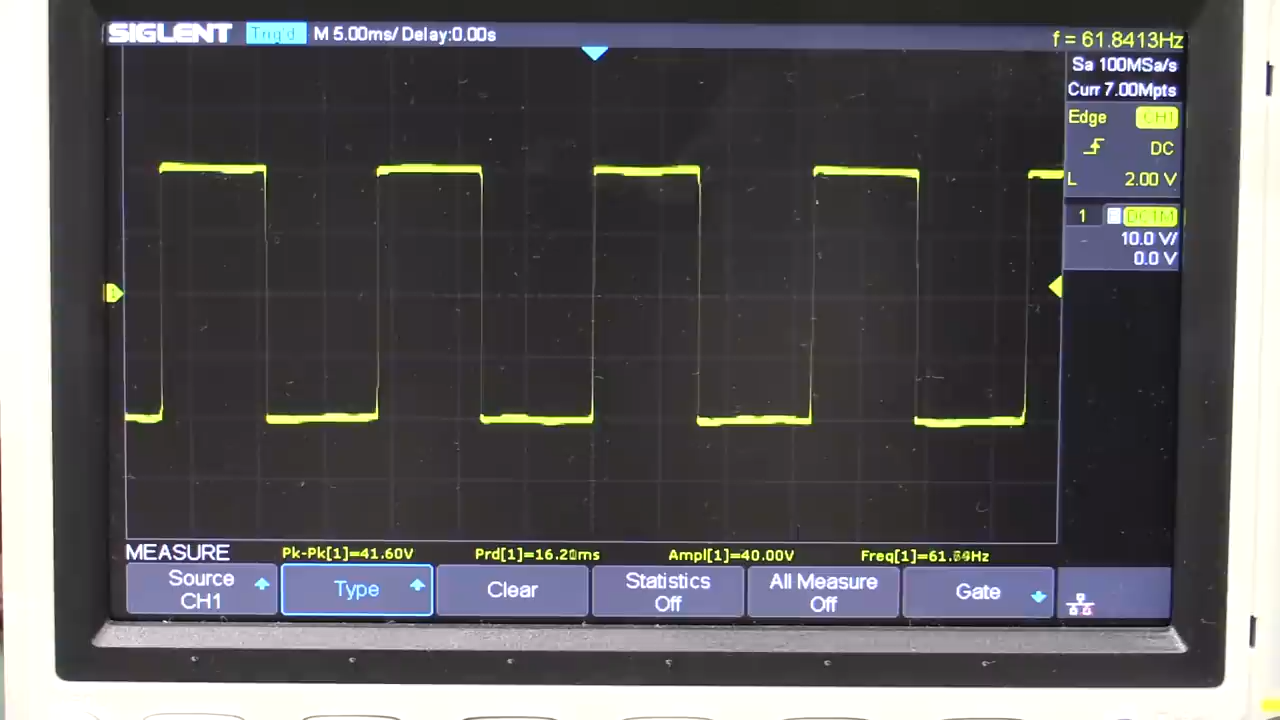 SIGLENT Trig'd M 5.00ms/ Delay:0.00s
f = 61.8413Hz
Sa 100MSa/s
Curr 7.00Mpts
Edge CH1
DC
L 2.00 V
1 DC1M
10.0 V/
0.0 V
1
MEASURE Pk-Pk[1]=41.60V Ampl[1]=40.00V
Source
CH1
Type
Clear
Statistics
Off
All Measure
Off
Gate